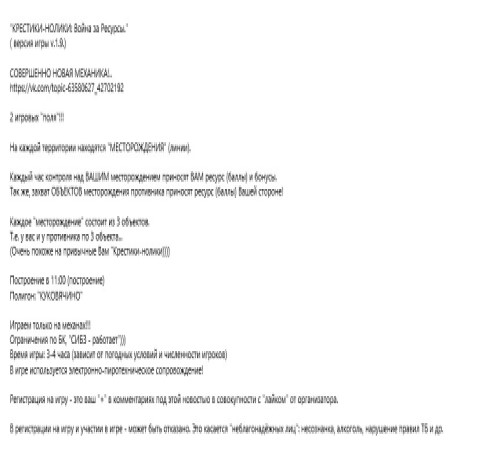 "КРЕСТИКИ-НОЛИКИ: Война за Ресурсы."
( версия игры v.1.9.)
СОВЕРШЕННО НОВАЯ МЕХАНИКА!..
https://vk.com/topic-63580627_42702192
2 игровых "поля"!!!
На каждой территории находятся "МЕСТОРОЖДЕНИЯ" (линии).
Каждый час контроля над ВАШИМ месторождением приносят ВАМ ресурс (баллы) и бонусы.
Так же, захват ОБЪЕКТОВ месторождения противника приносят ресурс (баллы) Вашей стороне!
Каждое "месторождение" состоит из 3 объектов.
Т.е. у вас и у противника по 3 объекта...
(Очень похоже на привычные Вам "Крестики-нолики))))
Построение в 11:00 (построение)
Полигон: "КУКОВЯЧИНО"
Играем только на механах!!!
Ограничения по БК, "СИБЗ - работает")))
Время игры: 3-4 часа (зависит от погодных условий и численности игроков)
В игре используется электронно-пиротехническое сопровождение!
Регистрация на игру - это ваш "+" в комментариях под этой новостью в совокупности с "лайком" от организатора.
В регистрации на игру и участии в игре - может быть отказано. Это касается "неблагонадёжных лиц": несознанка, алкоголь, нарушение правил ТБ и др.